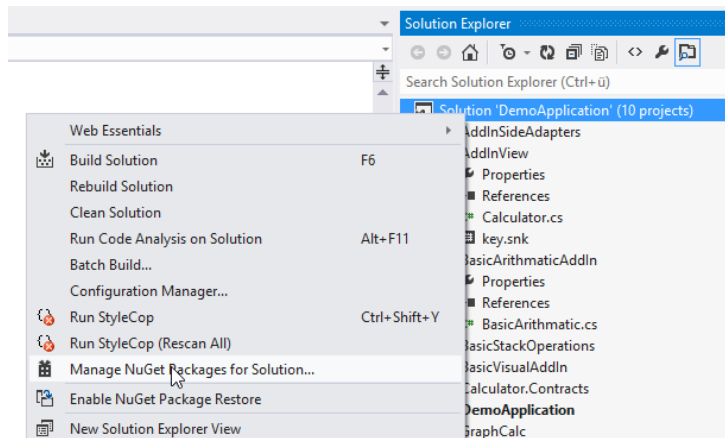 Solution Explorer
Search Solution Explorer (Ctrl+ü)
Solution 'DemoApplication' (10 projects)
AddInSideAdapters
AddInView
Properties
References
Calculator.cs
key.snk
BasicArithmaticAddIn
Properties
References
BasicArithmatic.cs
BasicStackOperations
BasicVisualAddIn
Calculator.Contracts
DemoApplication
GraphCalc
Web Essentials
Build Solution F6
Rebuild Solution
Clean Solution
Run Code Analysis on Solution Alt+F11
Batch Build...
Configuration Manager...
Run StyleCop Ctrl+Shift+Y
Run StyleCop (Rescan All)
Manage NuGet Packages for Solution...
Enable NuGet Package Restore
New Solution Explorer View